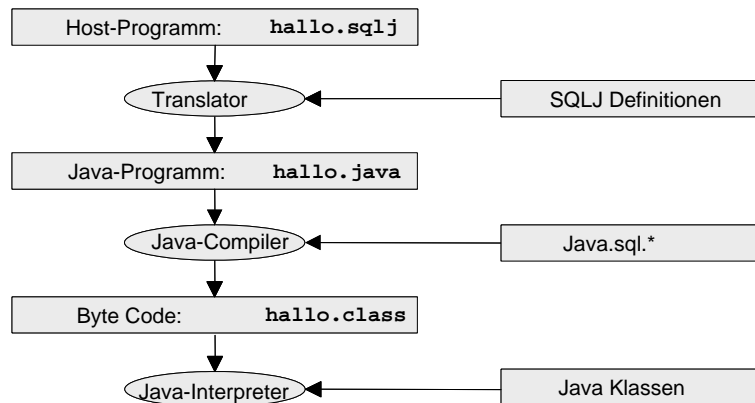 Host-Programm: hallo.sqlj
Translator
SQLJ Definitionen
Java-Programm: hallo.java
Java-Compiler
Java.sql.*
Byte Code: hallo.class
Java-Interpreter
Java Klassen